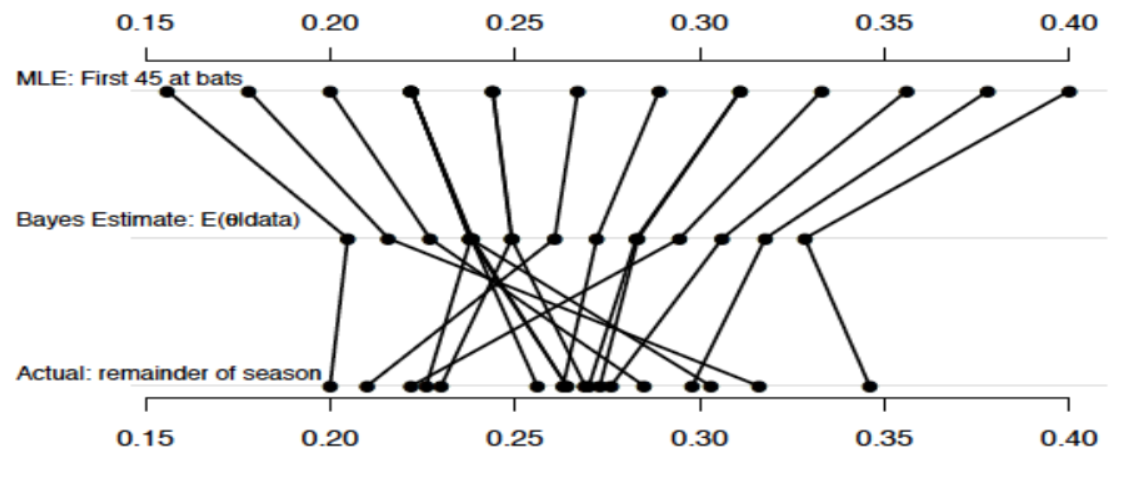 0.15 0.20 0.25 0.30 0.35 0.40
MLE: First 45 at bats
Bayes Estimate: E(θ|data)
Actual: remainder of season
0.15 0.20 0.25 0.30 0.35 0.40